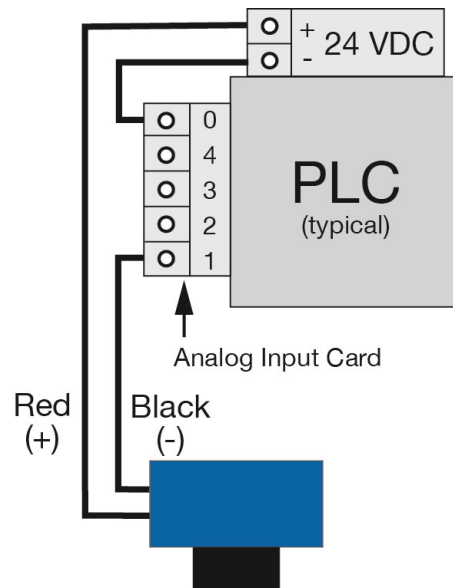 +
- 24 VDC
0
4
3
2
1
PLC
(typical)
Analog Input Card
Red
(+)
Black
(-)